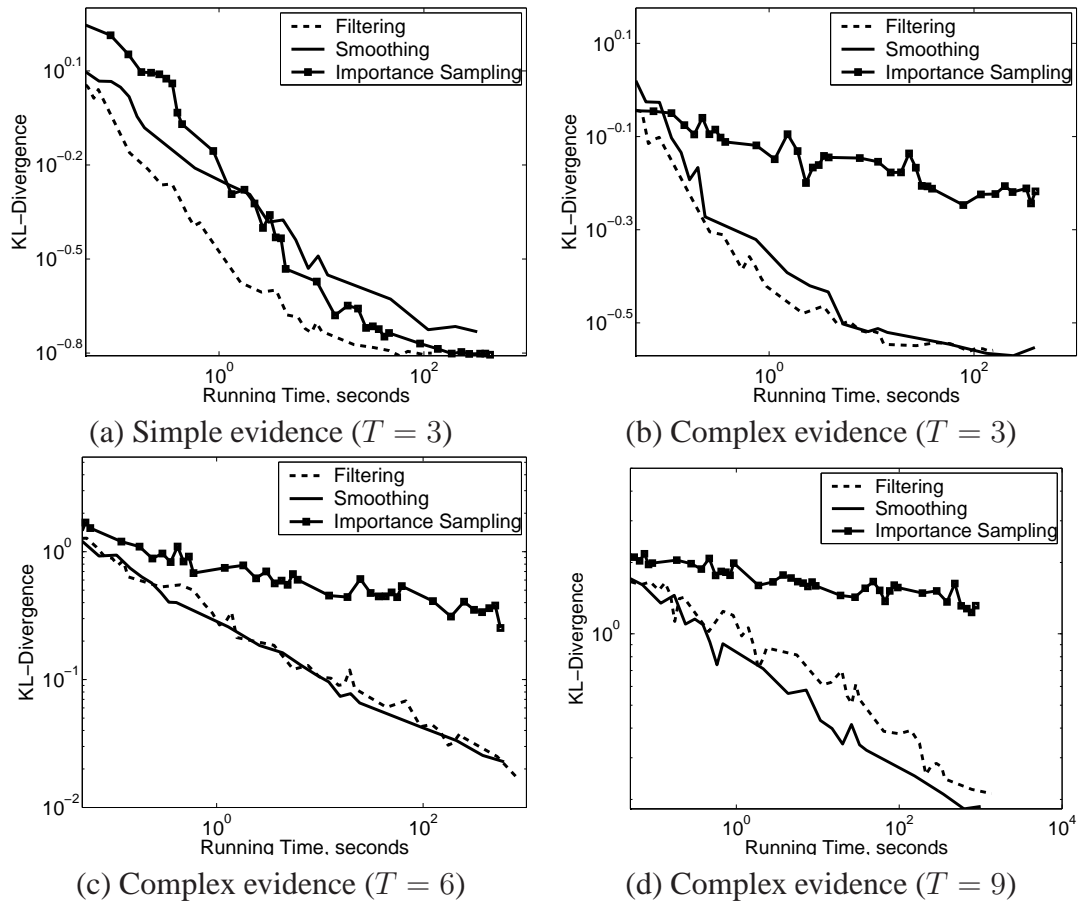 Filtering
Smoothing
Importance Sampling
KL−Divergence
10^0.1
10^−0.2
10^−0.5
10^−0.8
10^0
10^2
Running Time, seconds
(a) Simple evidence (T = 3)
Filtering
Smoothing
Importance Sampling
KL−Divergence
10^0.1
10^−0.1
10^−0.3
10^−0.5
10^0
10^2
Running Time, seconds
(b) Complex evidence (T = 3)
Filtering
Smoothing
Importance Sampling
KL−Divergence
10^0
10^−1
10^−2
10^0
10^2
Running Time, seconds
(c) Complex evidence (T = 6)
Filtering
Smoothing
Importance Sampling
KL−Divergence
10^0
10^0
10^2
10^4
Running Time, seconds
(d) Complex evidence (T = 9)